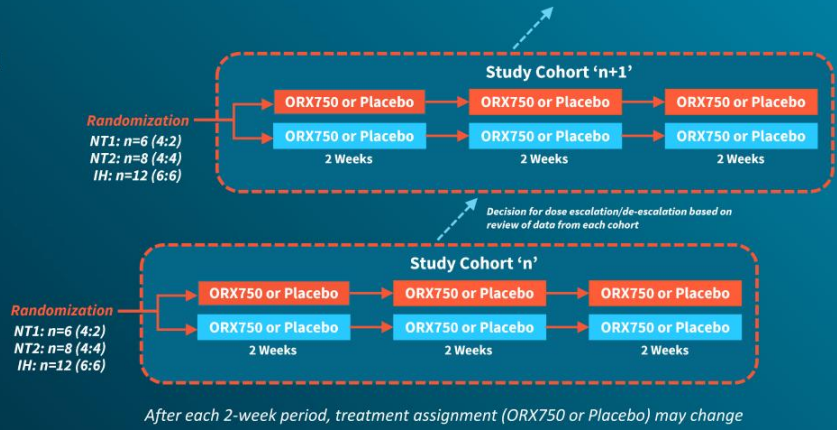 Study Cohort ‘n+1’
Randomization
NT1: n=6 (4:2)
NT2: n=8 (4:4)
IH: n=12 (6:6)
ORX750 or Placebo ORX750 or Placebo ORX750 or Placebo
ORX750 or Placebo ORX750 or Placebo ORX750 or Placebo
2 Weeks 2 Weeks 2 Weeks
Decision for dose escalation/de-escalation based on
review of data from each cohort
Study Cohort ‘n’
Randomization
NT1: n=6 (4:2)
NT2: n=8 (4:4)
IH: n=12 (6:6)
ORX750 or Placebo ORX750 or Placebo ORX750 or Placebo
ORX750 or Placebo ORX750 or Placebo ORX750 or Placebo
2 Weeks 2 Weeks 2 Weeks
After each 2-week period, treatment assignment (ORX750 or Placebo) may change